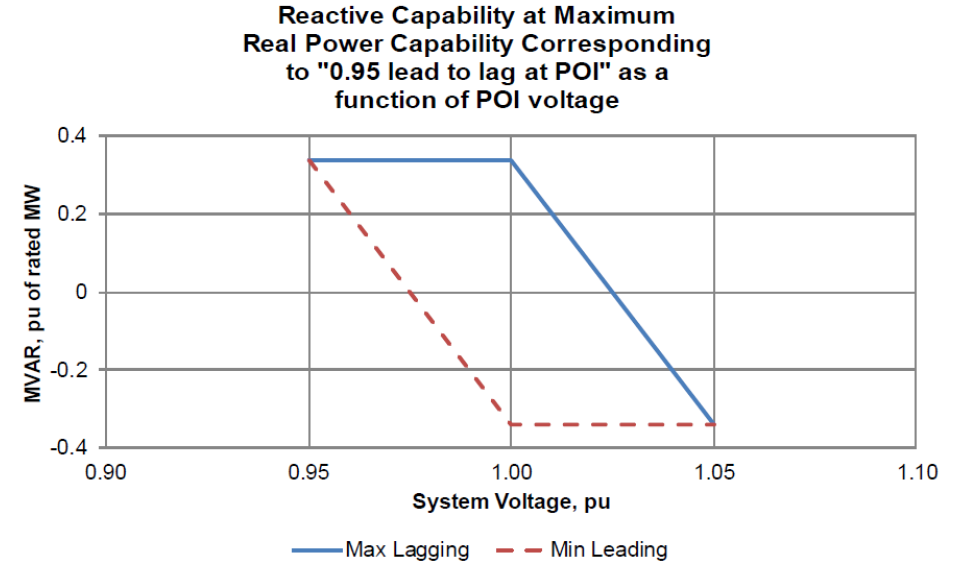 Reactive Capability at Maximum
Real Power Capability Corresponding
to "0.95 lead to lag at POI" as a
function of POI voltage
0.4
0.2
0
-0.2
-0.4
MVAR, pu of rated MW
0.90 0.95 1.00 1.05 1.10
System Voltage, pu
Max Lagging Min Leading